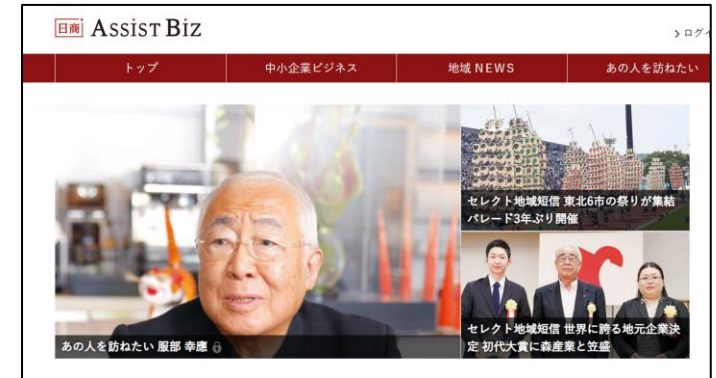 日商 ASSIST BIZ
> ログイ
トップ
中小企業ビジネス
地域 NEWS
あの人を訪ねたい
セレクト地域短信 東北6市の祭りが集結
パレード3年ぶり開催
セレクト地域短信 世界に誇る地元企業決
定 初代大賞に森産業と笠盛
あの人を訪ねたい 服部 幸應